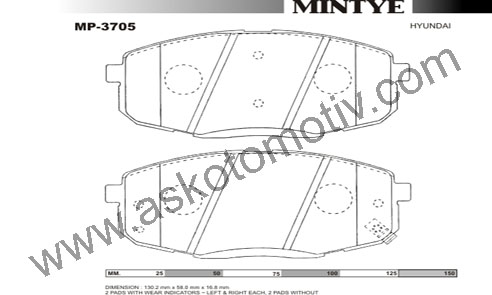 MINTYE
MP-3705
HYUNDAI
www.askotomotiv.com
MM. 25 50 75 100 125 150
DIMENSION : 130.2 mm x 58.0 mm x 16.8 mm
2 PADS WITH WEAR INDICATORS ~ LEFT & RIGHT EACH, 2 PADS WITHOUT